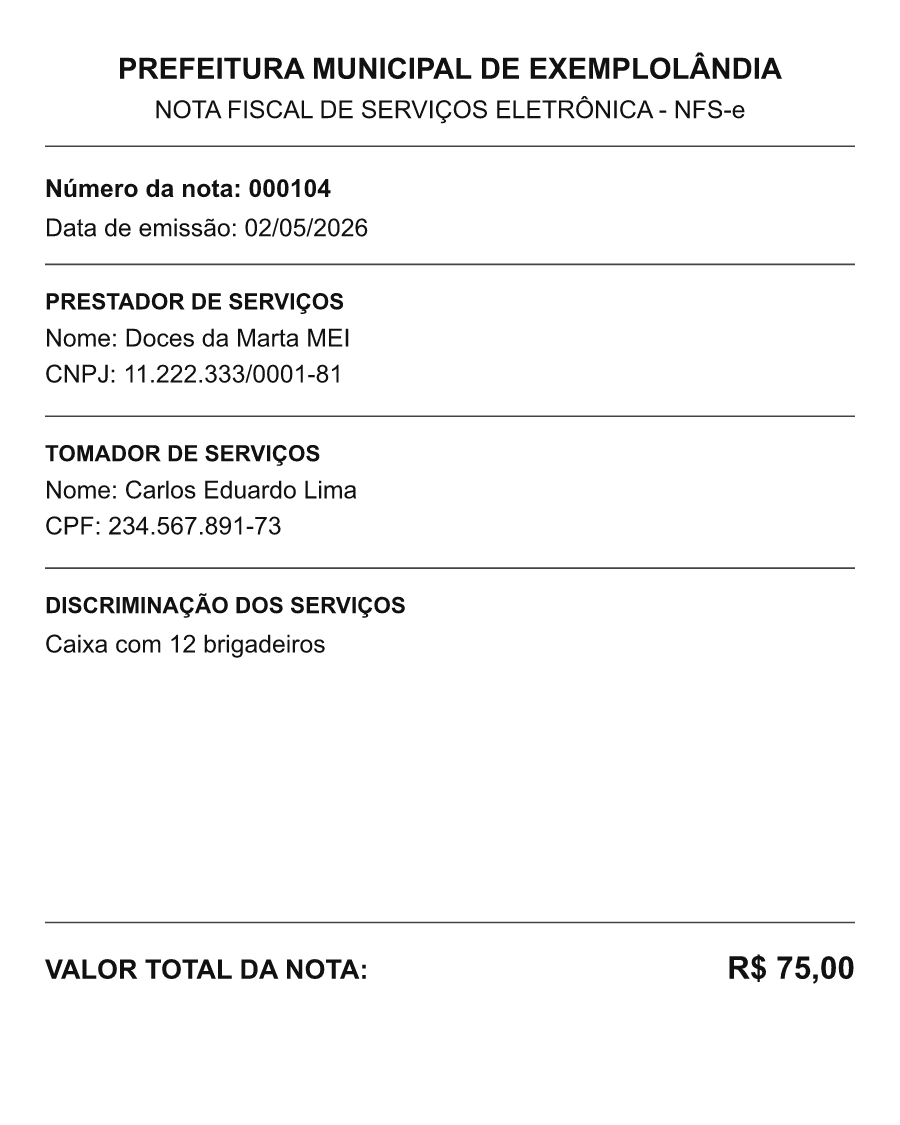 PREFEITURA MUNICIPAL DE EXEMPLOLÂNDIA
NOTA FISCAL DE SERVIÇOS ELETRÔNICA - NFS-e
Número da nota: 000104
Data de emissão: 02/05/2026
PRESTADOR DE SERVIÇOS
Nome: Doces da Marta MEI
CNPJ: 11.222.333/0001-81
TOMADOR DE SERVIÇOS
Nome: Carlos Eduardo Lima
CPF: 234.567.891-73
DISCRIMINAÇÃO DOS SERVIÇOS
Caixa com 12 brigadeiros
VALOR TOTAL DA NOTA: R$ 75,00